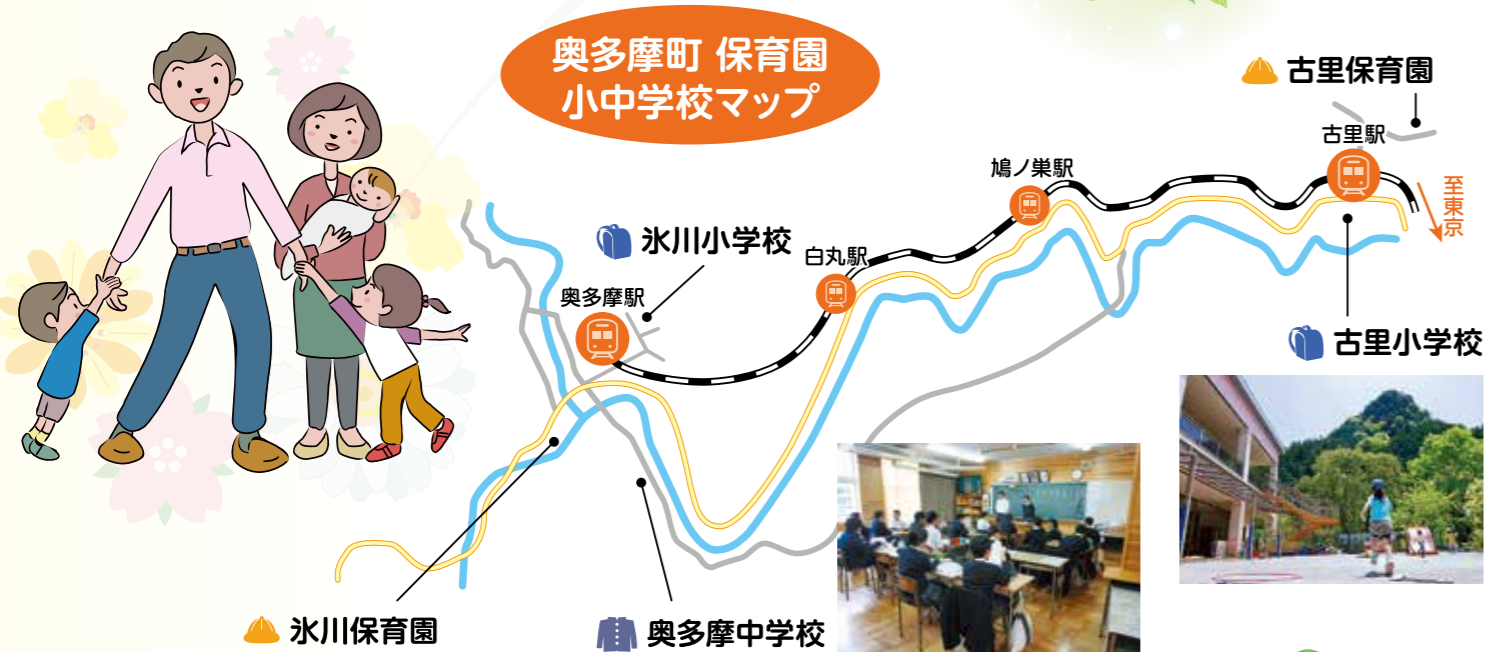 奥多摩町 保育園
小中学校マップ
古里保育園
古里駅
鳩ノ巣駅
至東京
氷川小学校
白丸駅
奥多摩駅
古里小学校
氷川保育園
奥多摩中学校